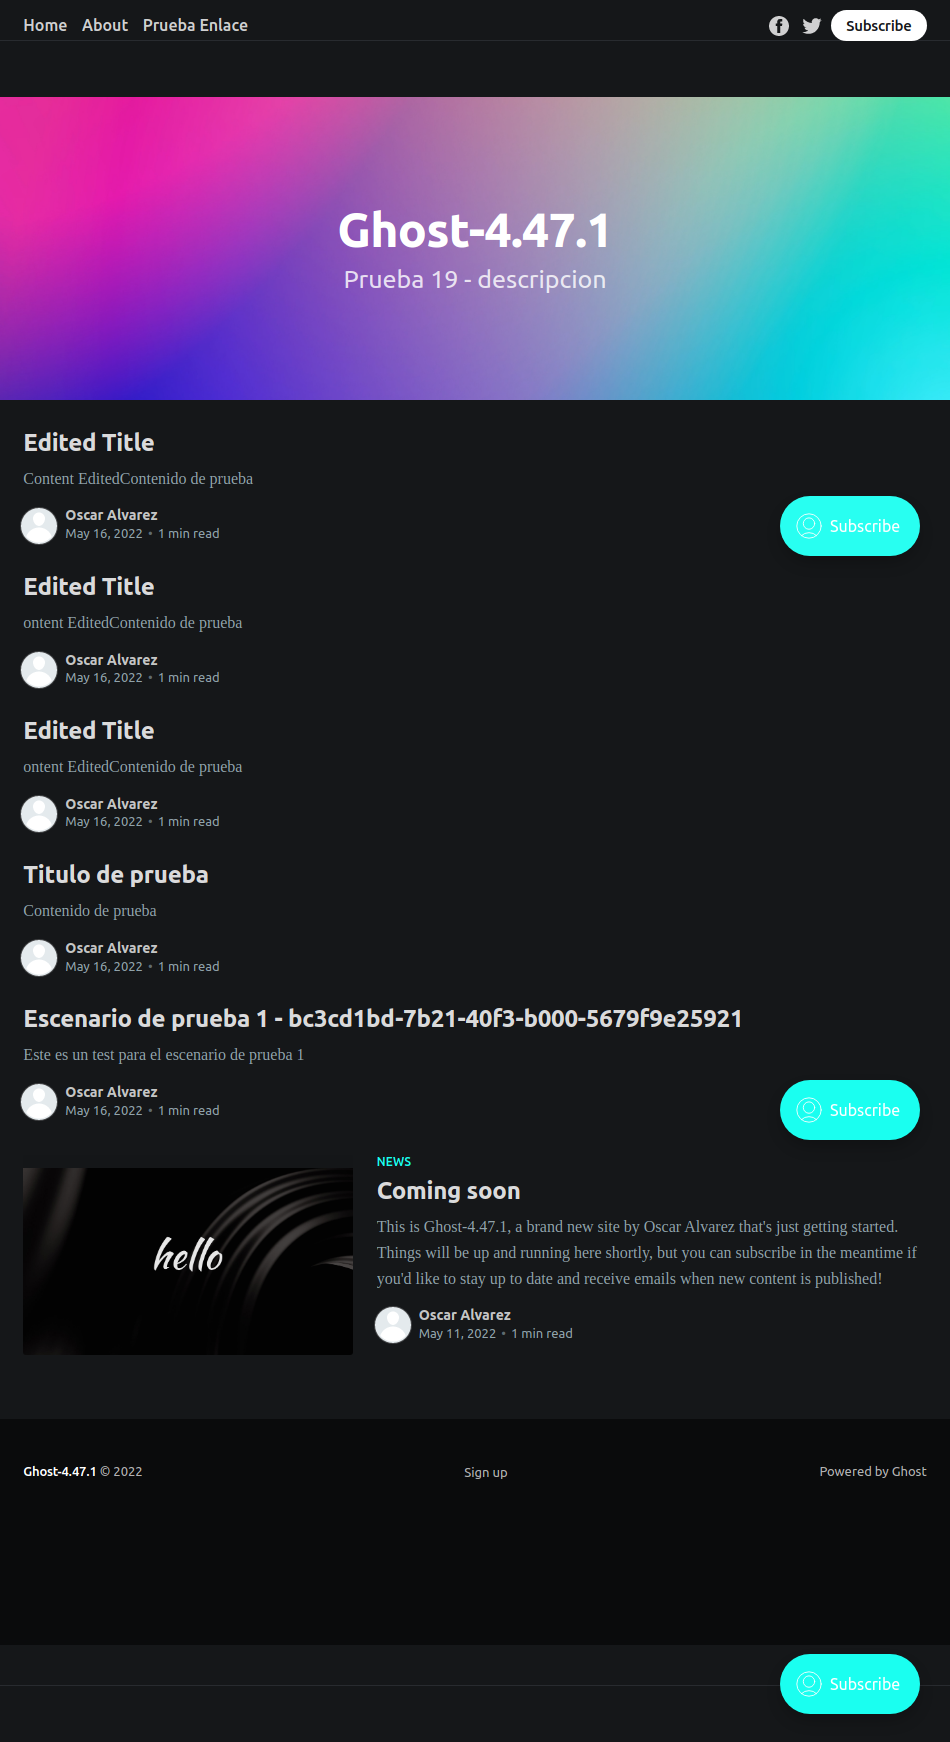 Home About Prueba Enlace Subscribe
Ghost-4.47.1
Prueba 19 - descripcion
Edited Title
Content EditedContenido de prueba
Oscar Alvarez
May 16, 2022 • 1 min read
Subscribe
Edited Title
ontent EditedContenido de prueba
Oscar Alvarez
May 16, 2022 • 1 min read
Edited Title
ontent EditedContenido de prueba
Oscar Alvarez
May 16, 2022 • 1 min read
Titulo de prueba
Contenido de prueba
Oscar Alvarez
May 16, 2022 • 1 min read
Escenario de prueba 1 - bc3cd1bd-7b21-40f3-b000-5679f9e25921
Este es un test para el escenario de prueba 1
Oscar Alvarez
May 16, 2022 • 1 min read
Subscribe
hello
NEWS
Coming soon
This is Ghost-4.47.1, a brand new site by Oscar Alvarez that's just getting started.
Things will be up and running here shortly, but you can subscribe in the meantime if
you'd like to stay up to date and receive emails when new content is published!
Oscar Alvarez
May 11, 2022 • 1 min read
Ghost-4.47.1 © 2022
Sign up
Powered by Ghost
Subscribe